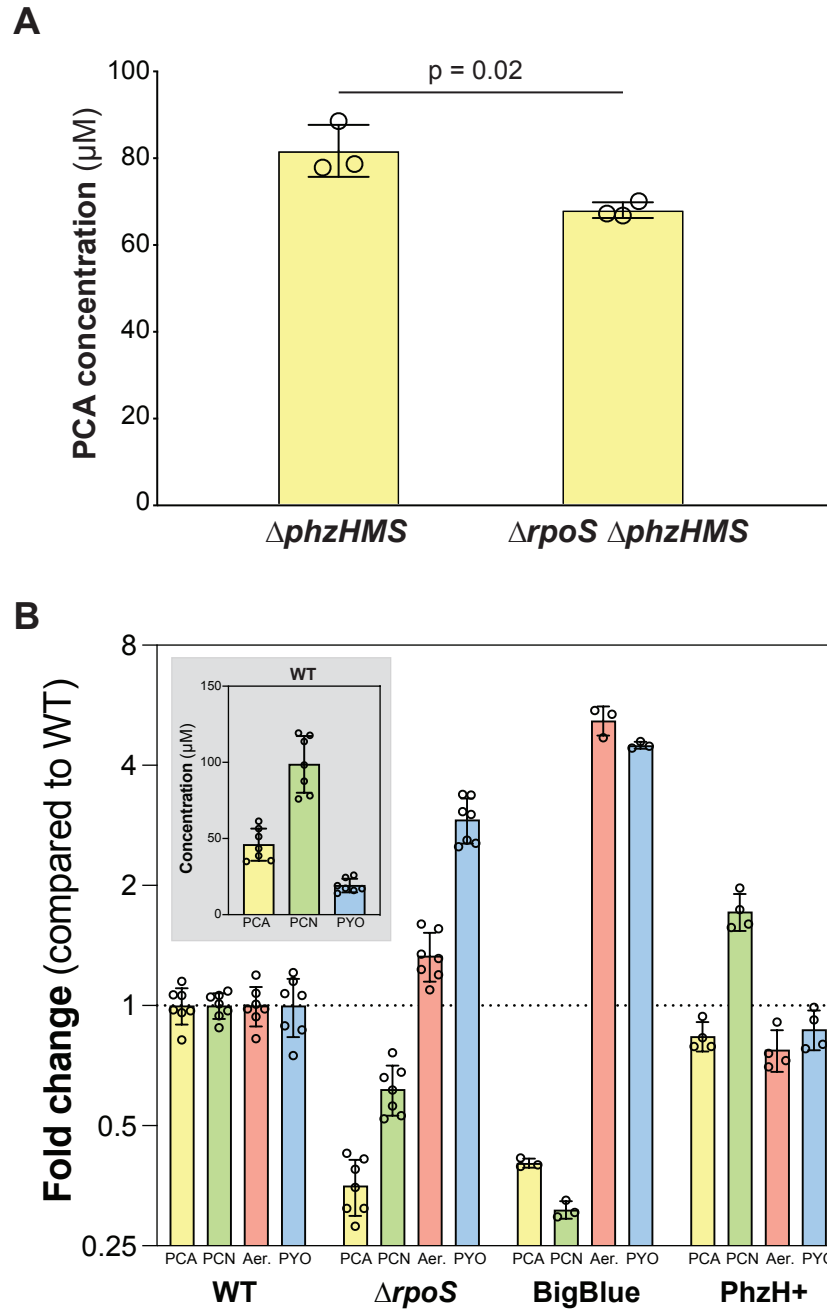 A
p = 0.02
PCA concentration (µM)
100
80
60
40
20
0
ΔphzHMS
ΔrpoS ΔphzHMS
B
Fold change (compared to WT)
8
4
2
1
0.5
0.25
WT
Concentration (µM)
150
100
50
0
PCA PCN PYO
PCA PCN Aer. PYO PCA PCN Aer. PYO PCA PCN Aer. PYO PCA PCN Aer. PYO
WT ΔrpoS BigBlue PhzH+